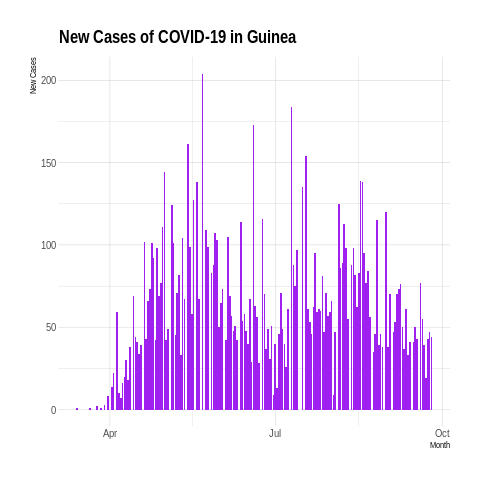 New Cases of COVID-19 in Guinea
New Cases
200
150
100
50
0
Apr
Jul
Oct
Month